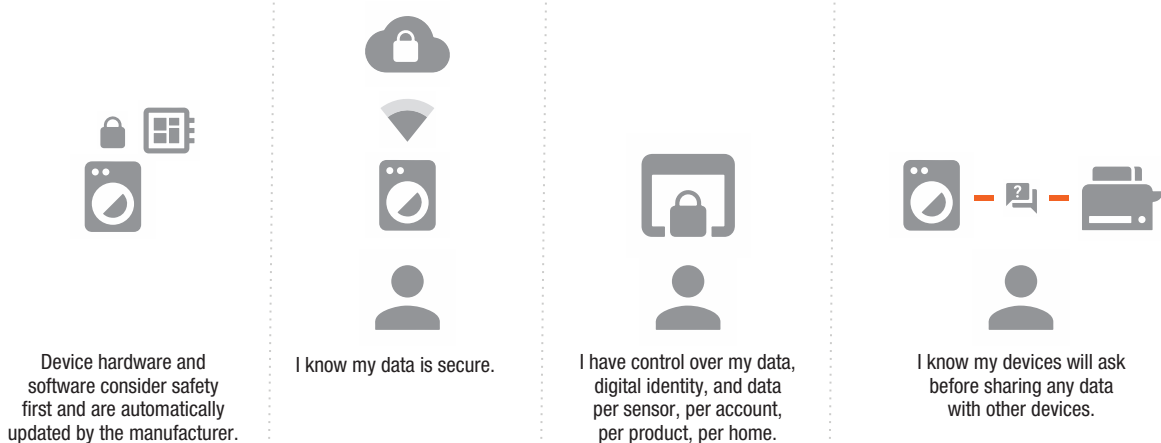 Device hardware and
software consider safety
first and are automatically
updated by the manufacturer.
I know my data is secure.
I have control over my data,
digital identity, and data
per sensor, per account,
per product, per home.
?
I know my devices will ask
before sharing any data
with other devices.